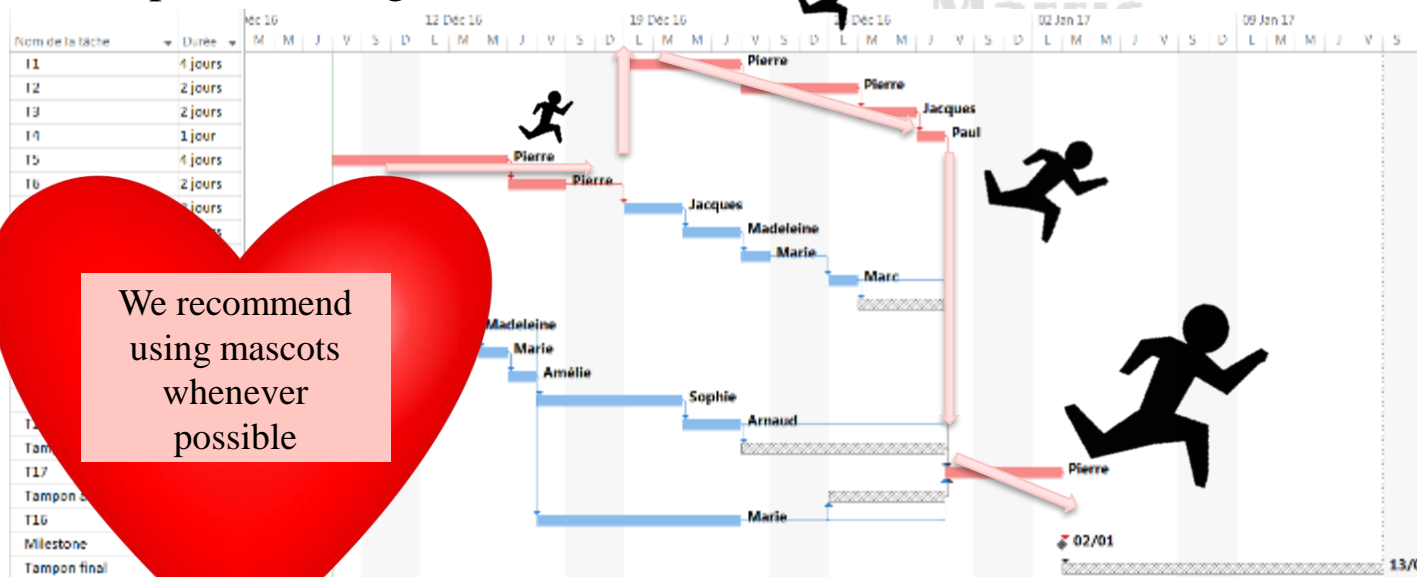 12 Déc 16 19 Déc 16 Déc 16 02 Jan 17 09 Jan 17
Nom de la tâche Durée M M J V S D L M M J V S D L M M J V S D L M M J V S D L M M J V S D L M M J V S
T1 4 jours Pierre
T2 2 jours Pierre
T3 2 jours Jacques
T4 1 jour Paul
T5 4 jours Pierre
T6 2 jours Pierre
jours Jacques
Madeleine
Marie
Marc
We recommend
using mascots
whenever
possible
Madeleine
Marie
Amélie
Sophie
Arnaud
T17 Pierre
Tampon
T16 Marie
Milestone 02/01
Tampon final